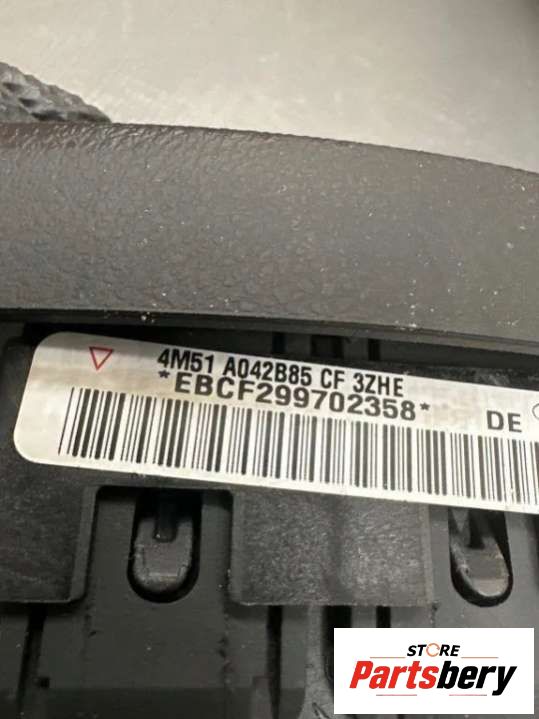 4M51 A042B85 CF 3ZHE
*EBCF299702358*
DE
STORE
Partsbery